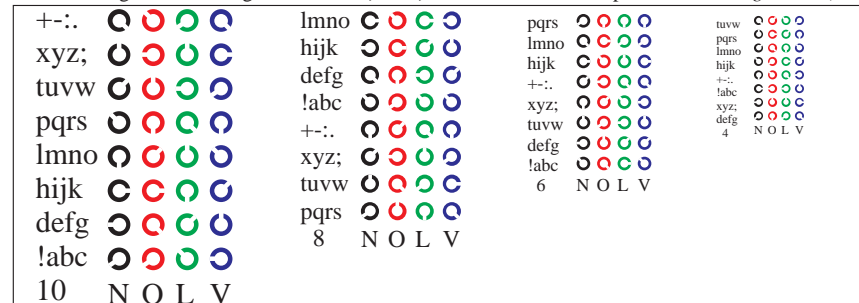 +-:.
xyz;
tuvw
pqrs
lmno
hijk
defg
!abc
10 N O L V
lmno
hijk
defg
!abc
+-:.
xyz;
tuvw
pqrs
8 N O L V
pqrs
lmno
hijk
+-:.
xyz;
tuvw
defg
!abc
6 N O L V
tuvw
pqrs
lmno
hijk
+-:.
!abc
xyz;
defg
4 N O L V